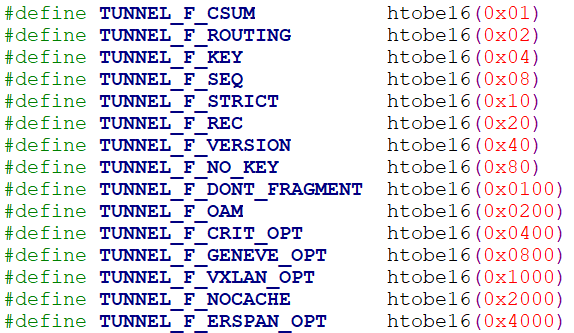 #define TUNNEL_F_CSUM htobe16(0x01)
#define TUNNEL_F_ROUTING htobe16(0x02)
#define TUNNEL_F_KEY htobe16(0x04)
#define TUNNEL_F_SEQ htobe16(0x08)
#define TUNNEL_F_STRICT htobe16(0x10)
#define TUNNEL_F_REC htobe16(0x20)
#define TUNNEL_F_VERSION htobe16(0x40)
#define TUNNEL_F_NO_KEY htobe16(0x80)
#define TUNNEL_F_DONT_FRAGMENT htobe16(0x0100)
#define TUNNEL_F_OAM htobe16(0x0200)
#define TUNNEL_F_CRIT_OPT htobe16(0x0400)
#define TUNNEL_F_GENEVE_OPT htobe16(0x0800)
#define TUNNEL_F_VXLAN_OPT htobe16(0x1000)
#define TUNNEL_F_NOCACHE htobe16(0x2000)
#define TUNNEL_F_ERSPAN_OPT htobe16(0x4000)